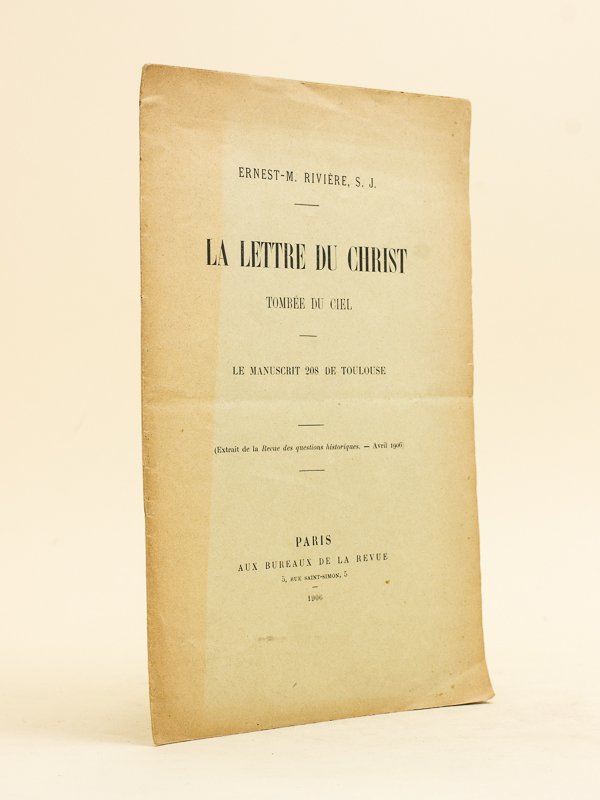 ERNEST-M. RIVIÈRE, S. J.
LA LETTRE DU CHRIST
TOMBÉE DU CIEL
LE MANUSCRIT 208 DE TOULOUSE
(Extrait de la Revue des questions historiques. — Avril 1906)
PARIS
AUX BUREAUX DE LA REVUE
5, RUE SAINT-SIMON, 5
1906